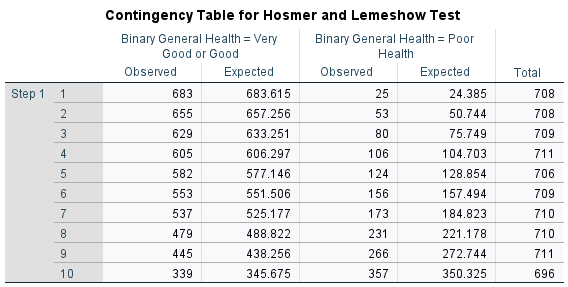 Contingency Table for Hosmer and Lemeshow Test
Binary General Health = Very Good or Good Binary General Health = Poor Health
Observed Expected Observed Expected Total
Step 1 1 683 683.615 25 24.385 708
2 655 657.256 53 50.744 708
3 629 633.251 80 75.749 709
4 605 606.297 106 104.703 711
5 582 577.146 124 128.854 706
6 553 551.506 156 157.494 709
7 537 525.177 173 184.823 710
8 479 488.822 231 221.178 710
9 445 438.256 266 272.744 711
10 339 345.675 357 350.325 696